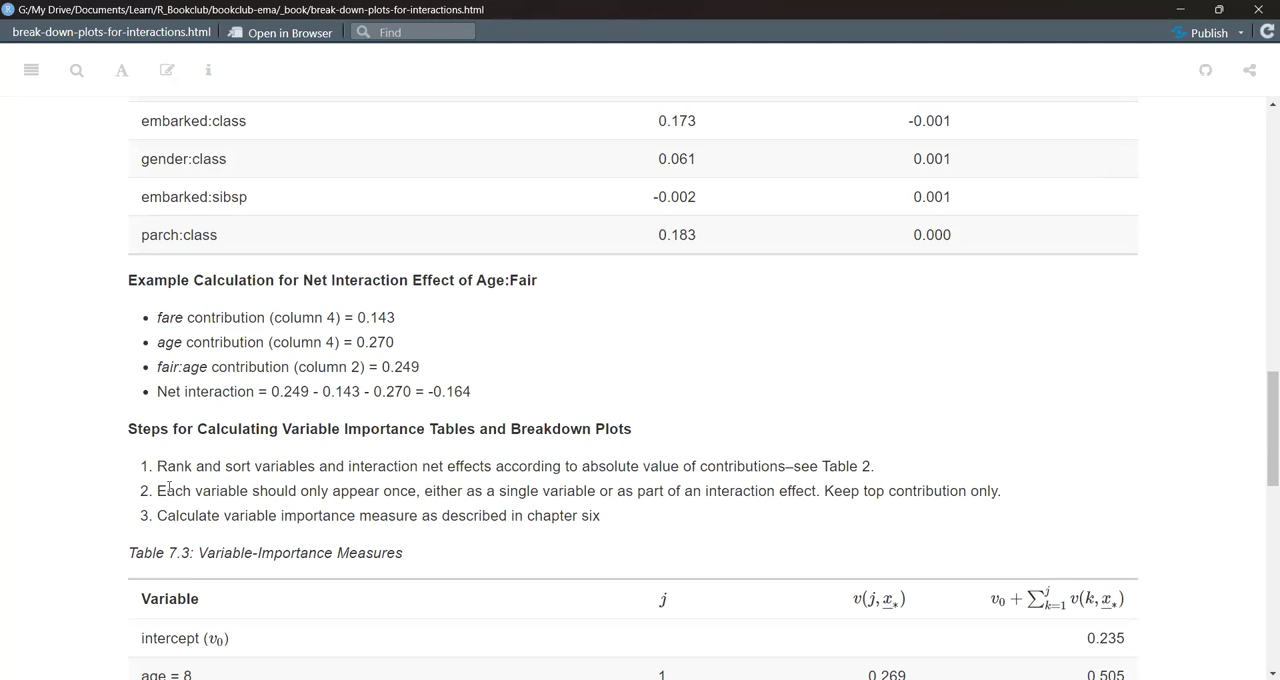 G:/My Drive/Documents/Learn/R_Bookclub/bookclub-ema/_book/break-down-plots-for-interactions.html
break-down-plots-for-interactions.html Open in Browser Find Publish
embarked:class 0.173 -0.001
gender:class 0.061 0.001
embarked:sibsp -0.002 0.001
parch:class 0.183 0.000
Example Calculation for Net Interaction Effect of Age:Fair
• fare contribution (column 4) = 0.143
• age contribution (column 4) = 0.270
• fair:age contribution (column 2) = 0.249
• Net interaction = 0.249 - 0.143 - 0.270 = -0.164
Steps for Calculating Variable Importance Tables and Breakdown Plots
1. Rank and sort variables and interaction net effects according to absolute value of contributions–see Table 2.
2. Each variable should only appear once, either as a single variable or as part of an interaction effect. Keep top contribution only.
3. Calculate variable importance measure as described in chapter six
Table 7.3: Variable-Importance Measures
Variable j v(j, x_*) v_0 + ∑_{k=1}^{j} v(k, x_*)
intercept (v_0) 0.235
age = 8 1 0.269 0.505